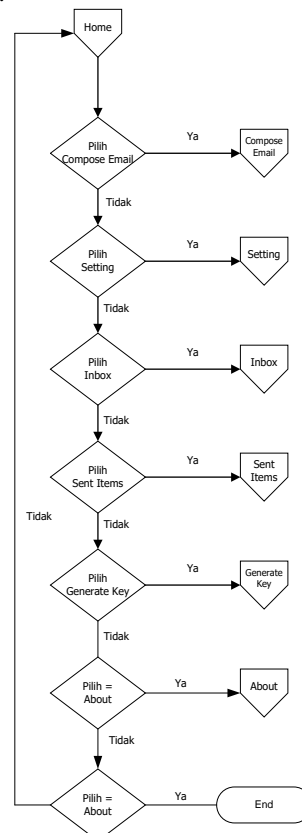 Home
Pilih
Compose Email
Ya
Compose
Email
Tidak
Pilih
Setting
Ya
Setting
Tidak
Pilih
Inbox
Ya
Inbox
Tidak
Pilih
Sent Items
Ya
Sent
Items
Tidak
Tidak
Pilih
Generate Key
Ya
Generate
Key
Tidak
Pilih =
About
Ya
About
Tidak
Pilih =
About
Ya
End